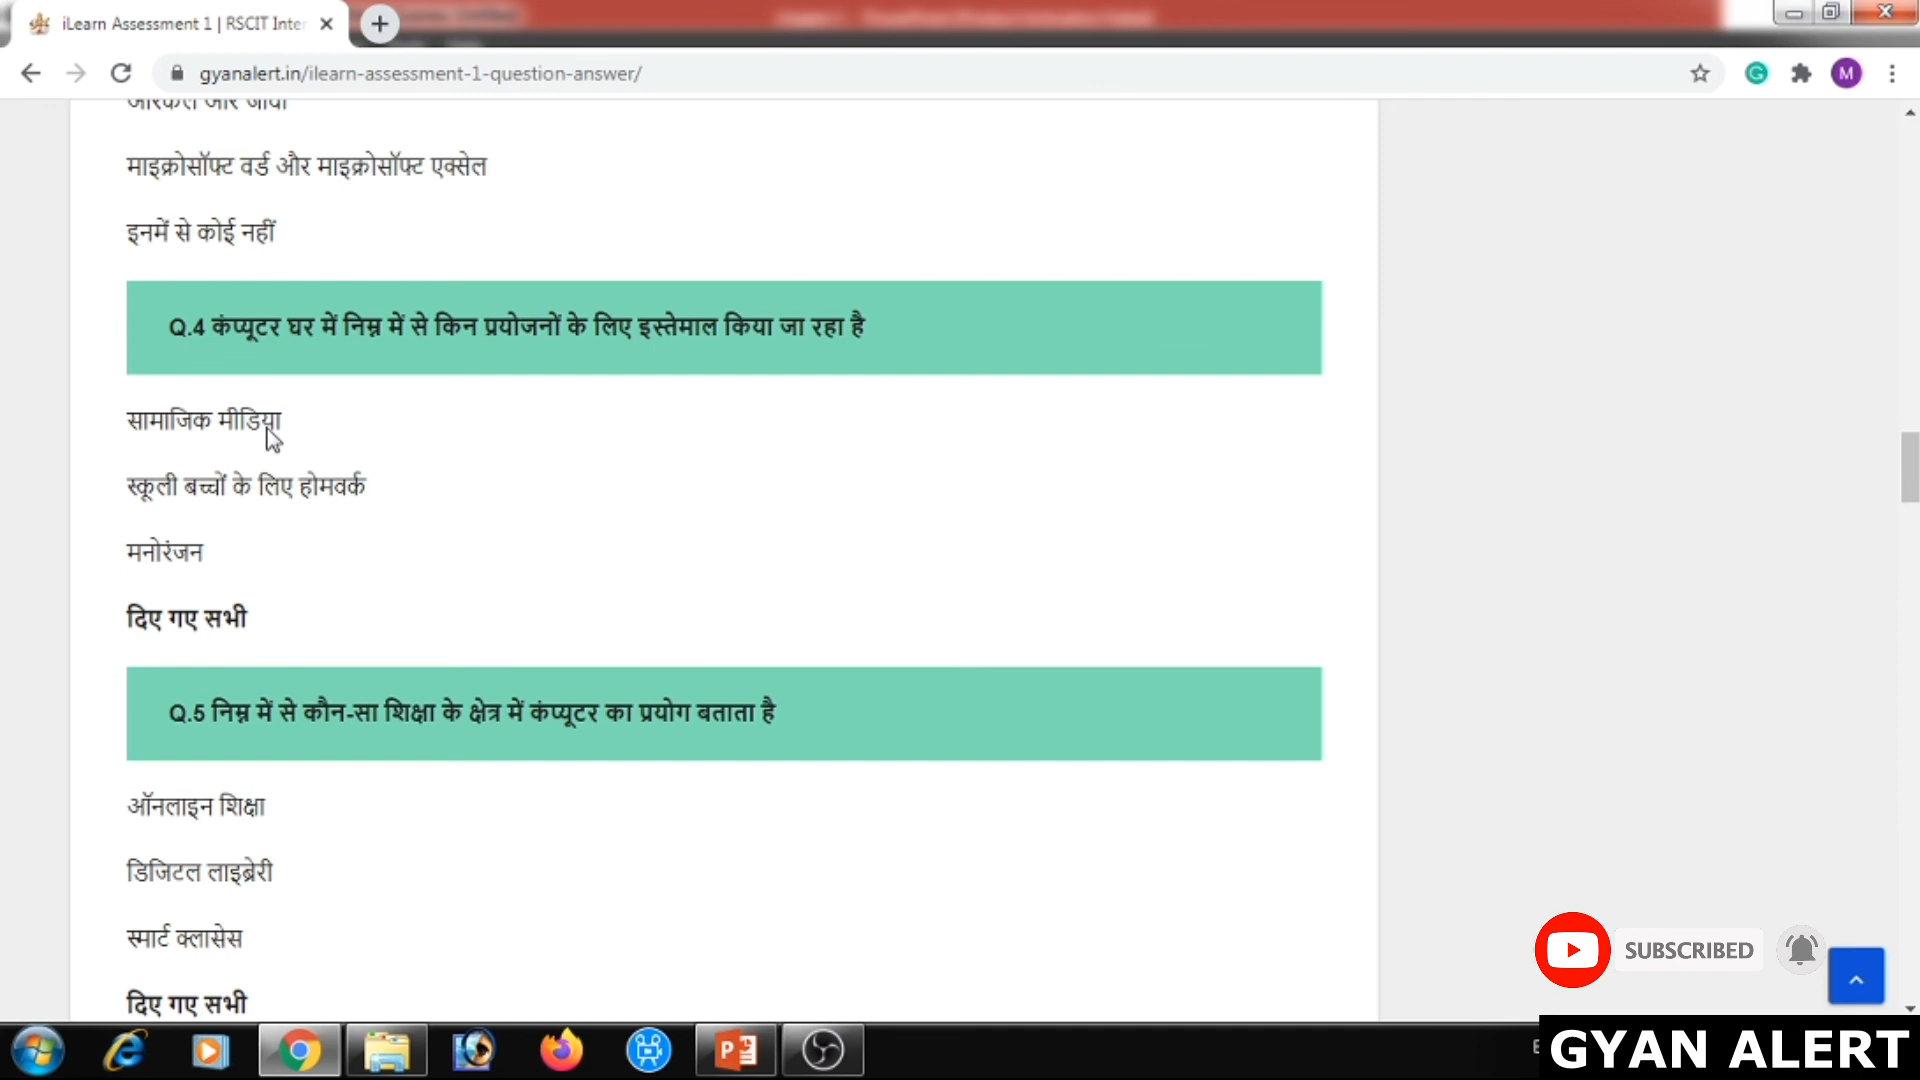 iLearn Assessment 1 | RSCIT Inter
gyanalert.in/ilearn-assessment-1-question-answer/
M
माइक्रोसॉफ्ट वर्ड और माइक्रोसॉफ्ट एक्सेल
इनमें से कोई नहीं
Q.4 कंप्यूटर घर में निम्न में से किन प्रयोजनों के लिए इस्तेमाल किया जा रहा है
सामाजिक मीडिया
स्कूली बच्चों के लिए होमवर्क
मनोरंजन
दिए गए सभी
Q.5 निम्न में से कौन-सा शिक्षा के क्षेत्र में कंप्यूटर का प्रयोग बताता है
ऑनलाइन शिक्षा
डिजिटल लाइब्रेरी
स्मार्ट क्लासेस
दिए गए सभी
SUBSCRIBED
GYAN ALERT